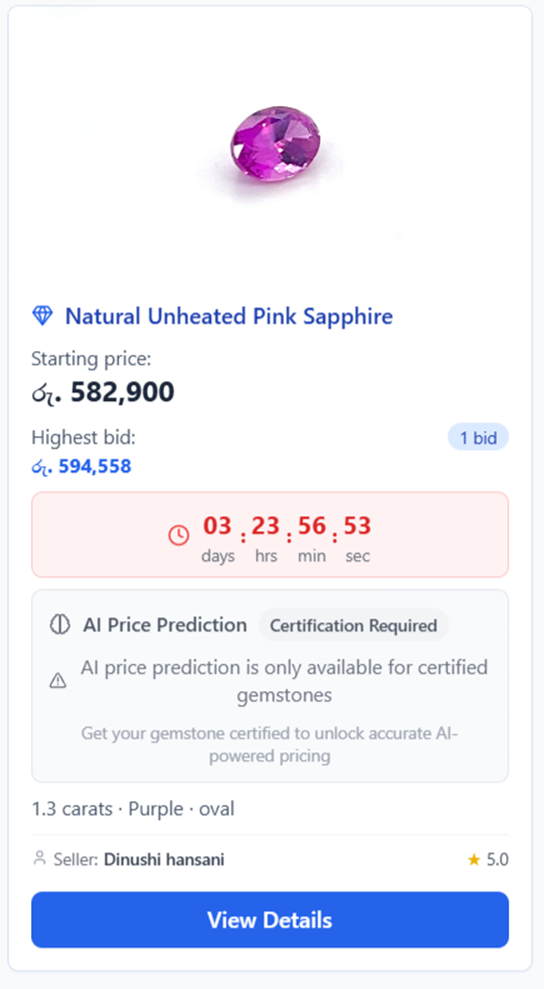 Natural Unheated Pink Sapphire
Starting price:
රු. 582,900
Highest bid:
1 bid
රු. 594,558
03 : 23 : 56 : 53
days hrs min sec
AI Price Prediction Certification Required
AI price prediction is only available for certified
gemstones
Get your gemstone certified to unlock accurate AI-
powered pricing
1.3 carats · Purple · oval
Seller: Dinushi hansani ★ 5.0
View Details